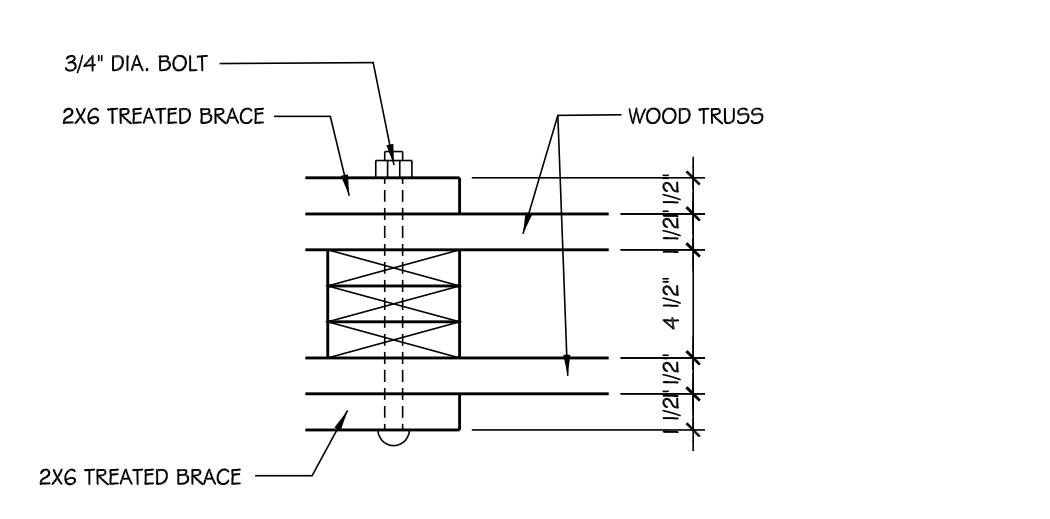 3/4" DIA. BOLT
2X6 TREATED BRACE
WOOD TRUSS
1 1/2"
1 1/2"
4 1/2"
1 1/2"
1 1/2"
2X6 TREATED BRACE